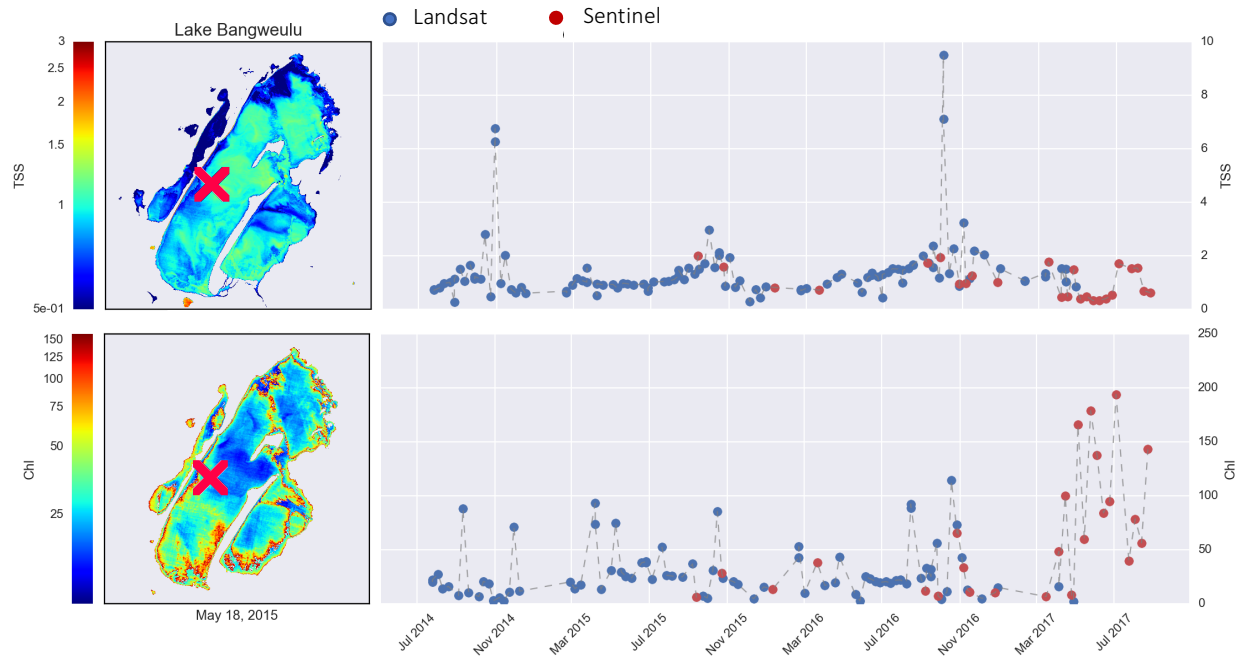 Landsat
Sentinel
Lake Bangweulu
3
2.5
2
1.5
1
5e-01
TSS
10
8
6
4
2
0
TSS
150
125
100
75
50
25
Chl
250
200
150
100
50
0
Chl
May 18, 2015
Jul 2014
Nov 2014
Mar 2015
Jul 2015
Nov 2015
Mar 2016
Jul 2016
Nov 2016
Mar 2017
Jul 2017